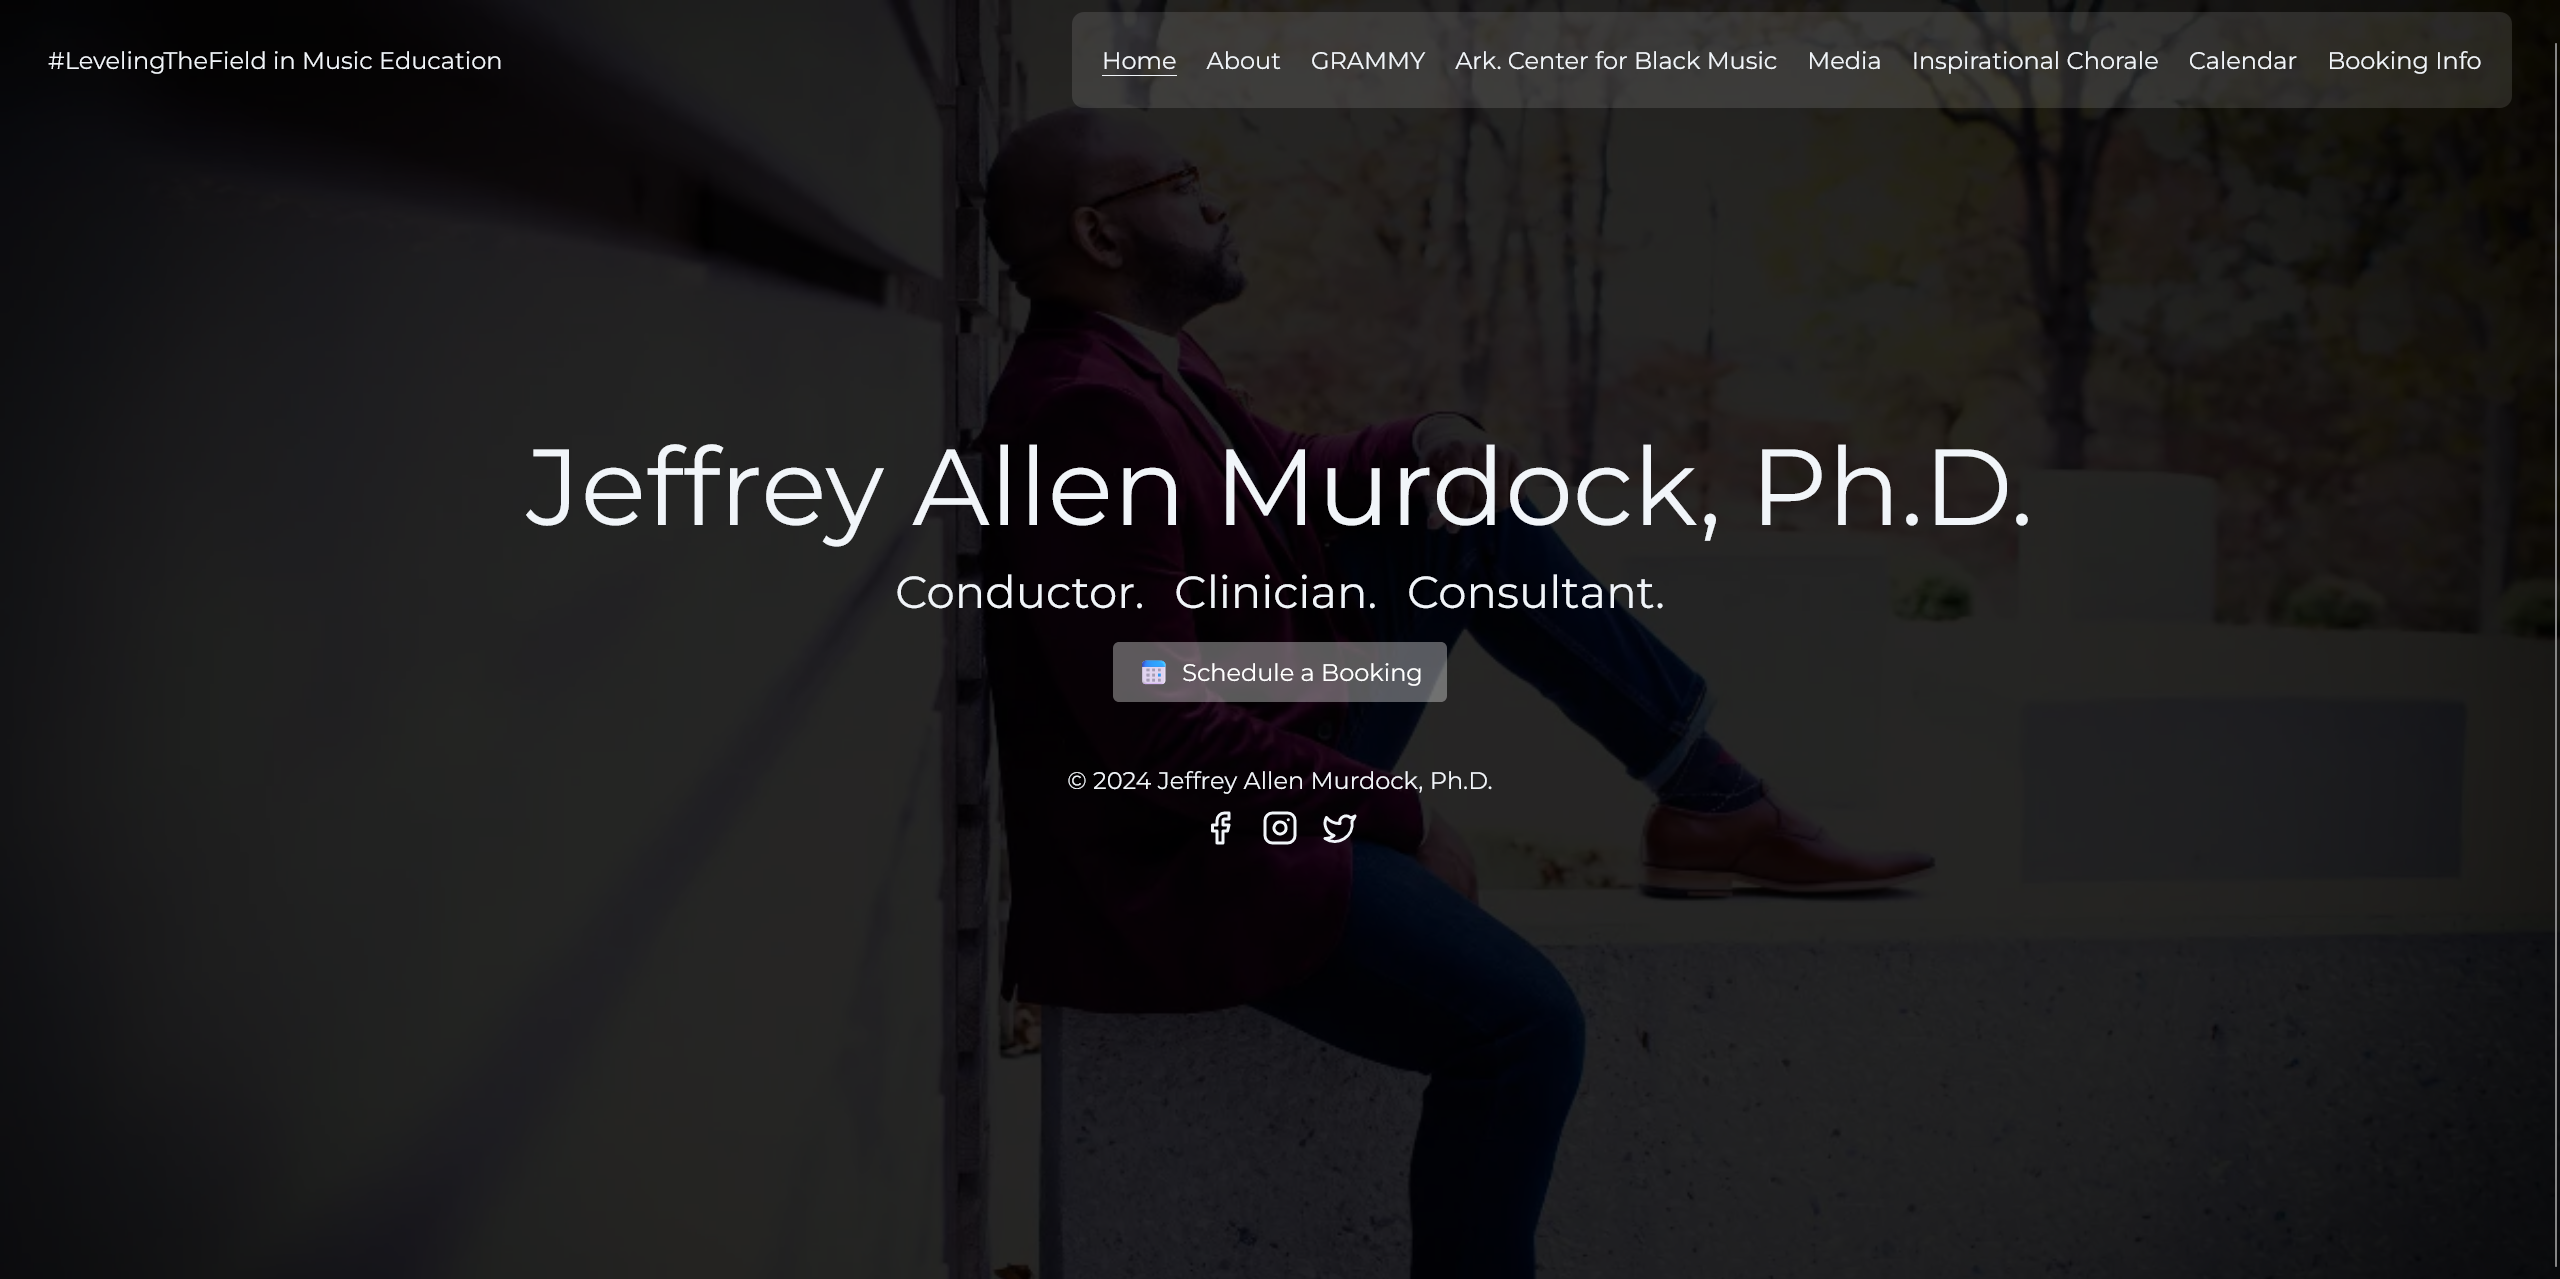 #LevelingTheField in Music Education
Home About GRAMMY Ark. Center for Black Music Media Inspirational Chorale Calendar Booking Info
Jeffrey Allen Murdock, Ph.D.
Conductor. Clinician. Consultant.
Schedule a Booking
© 2024 Jeffrey Allen Murdock, Ph.D.